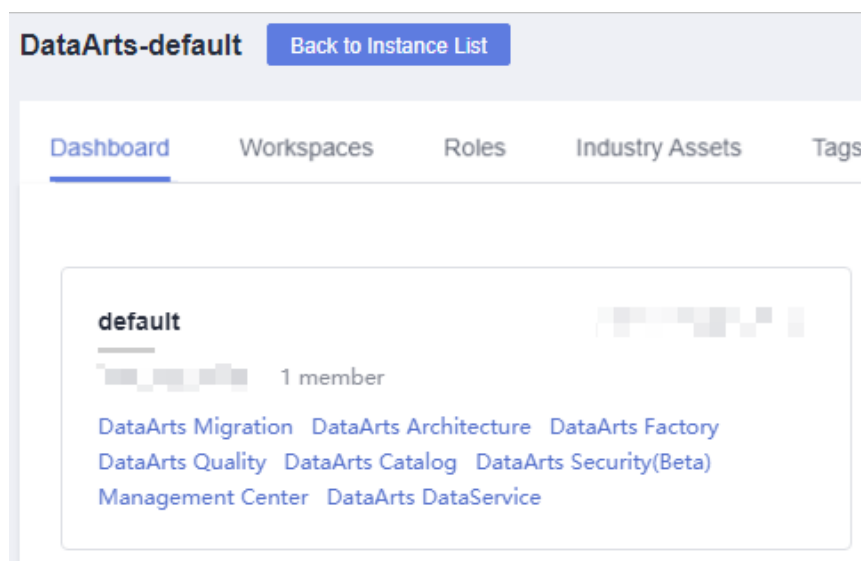 DataArts-default Back to Instance List
Dashboard Workspaces Roles Industry Assets Tags
default
1 member
DataArts Migration DataArts Architecture DataArts Factory
DataArts Quality DataArts Catalog DataArts Security(Beta)
Management Center DataArts DataService